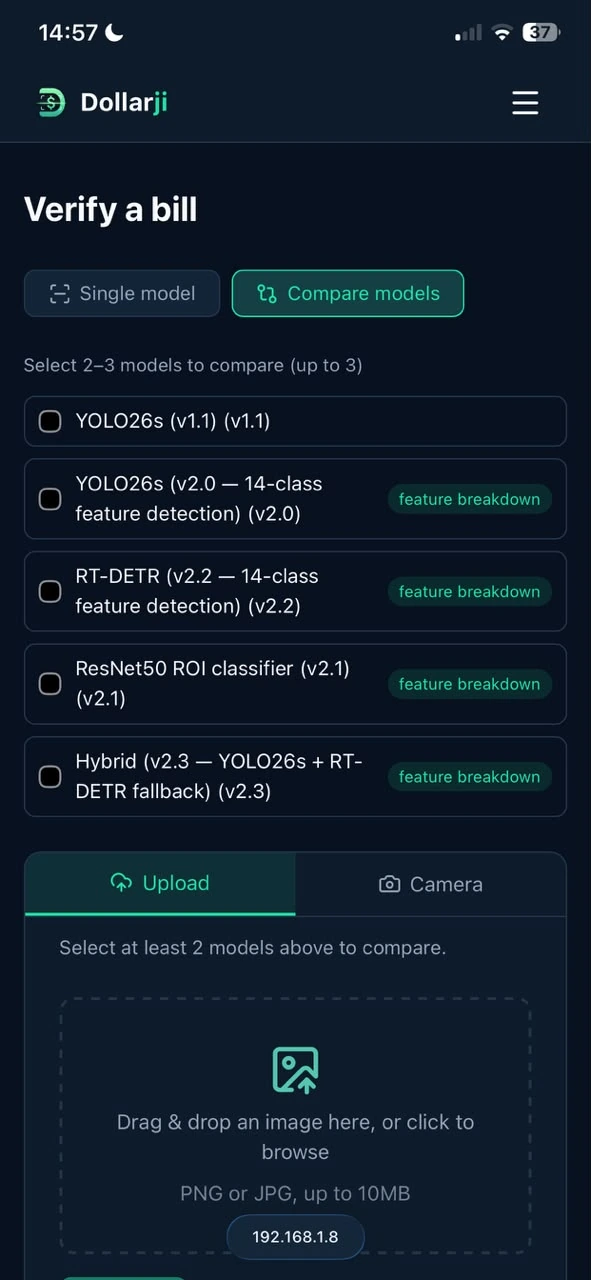 14:57
37
Dollarji
Verify a bill
Single model
Compare models
Select 2–3 models to compare (up to 3)
YOLO26s (v1.1) (v1.1)
YOLO26s (v2.0 — 14-class
feature detection) (v2.0)
feature breakdown
RT-DETR (v2.2 — 14-class
feature detection) (v2.2)
feature breakdown
ResNet50 ROI classifier (v2.1)
(v2.1)
feature breakdown
Hybrid (v2.3 — YOLO26s + RT-
DETR fallback) (v2.3)
feature breakdown
Upload
Camera
Select at least 2 models above to compare.
Drag & drop an image here, or click to
browse
PNG or JPG, up to 10MB
192.168.1.8